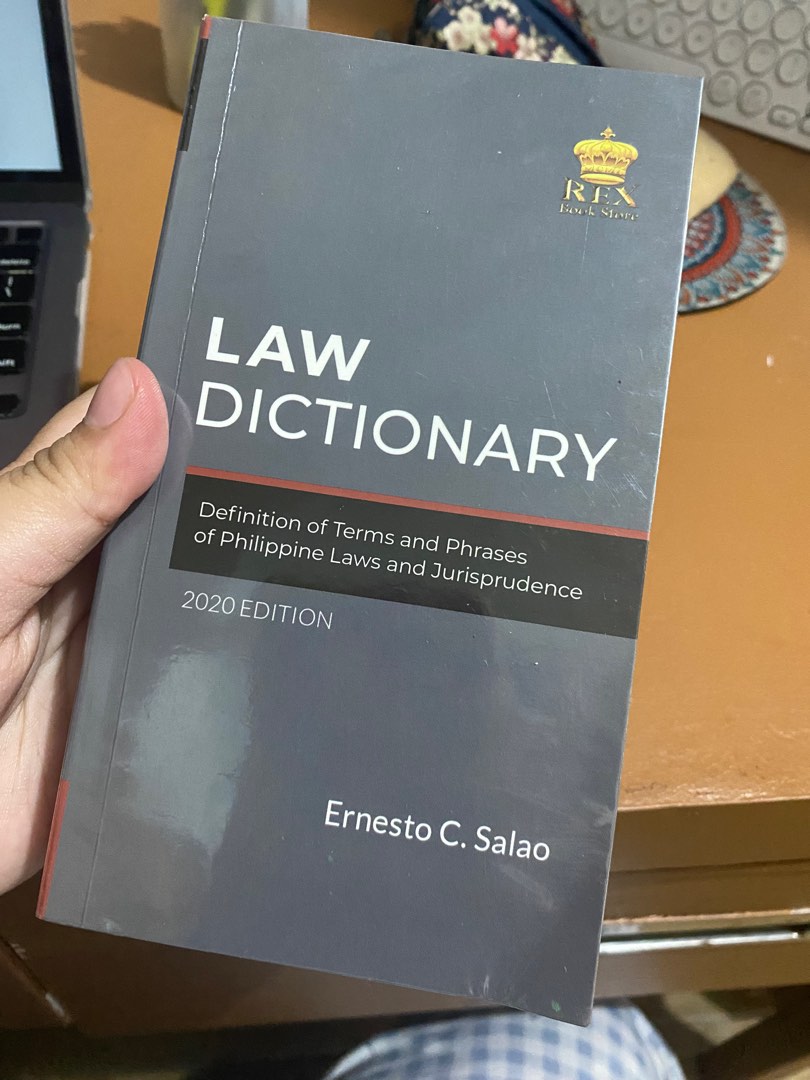 REX
Book Store
LAW
DICTIONARY
Definition of Terms and Phrases
of Philippine Laws and Jurisprudence
2020 EDITION
Ernesto C. Salao
delete